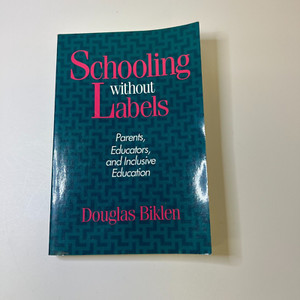 Schooling
without
Labels
Parents,
Educators,
and Inclusive
Education
Douglas Biklen